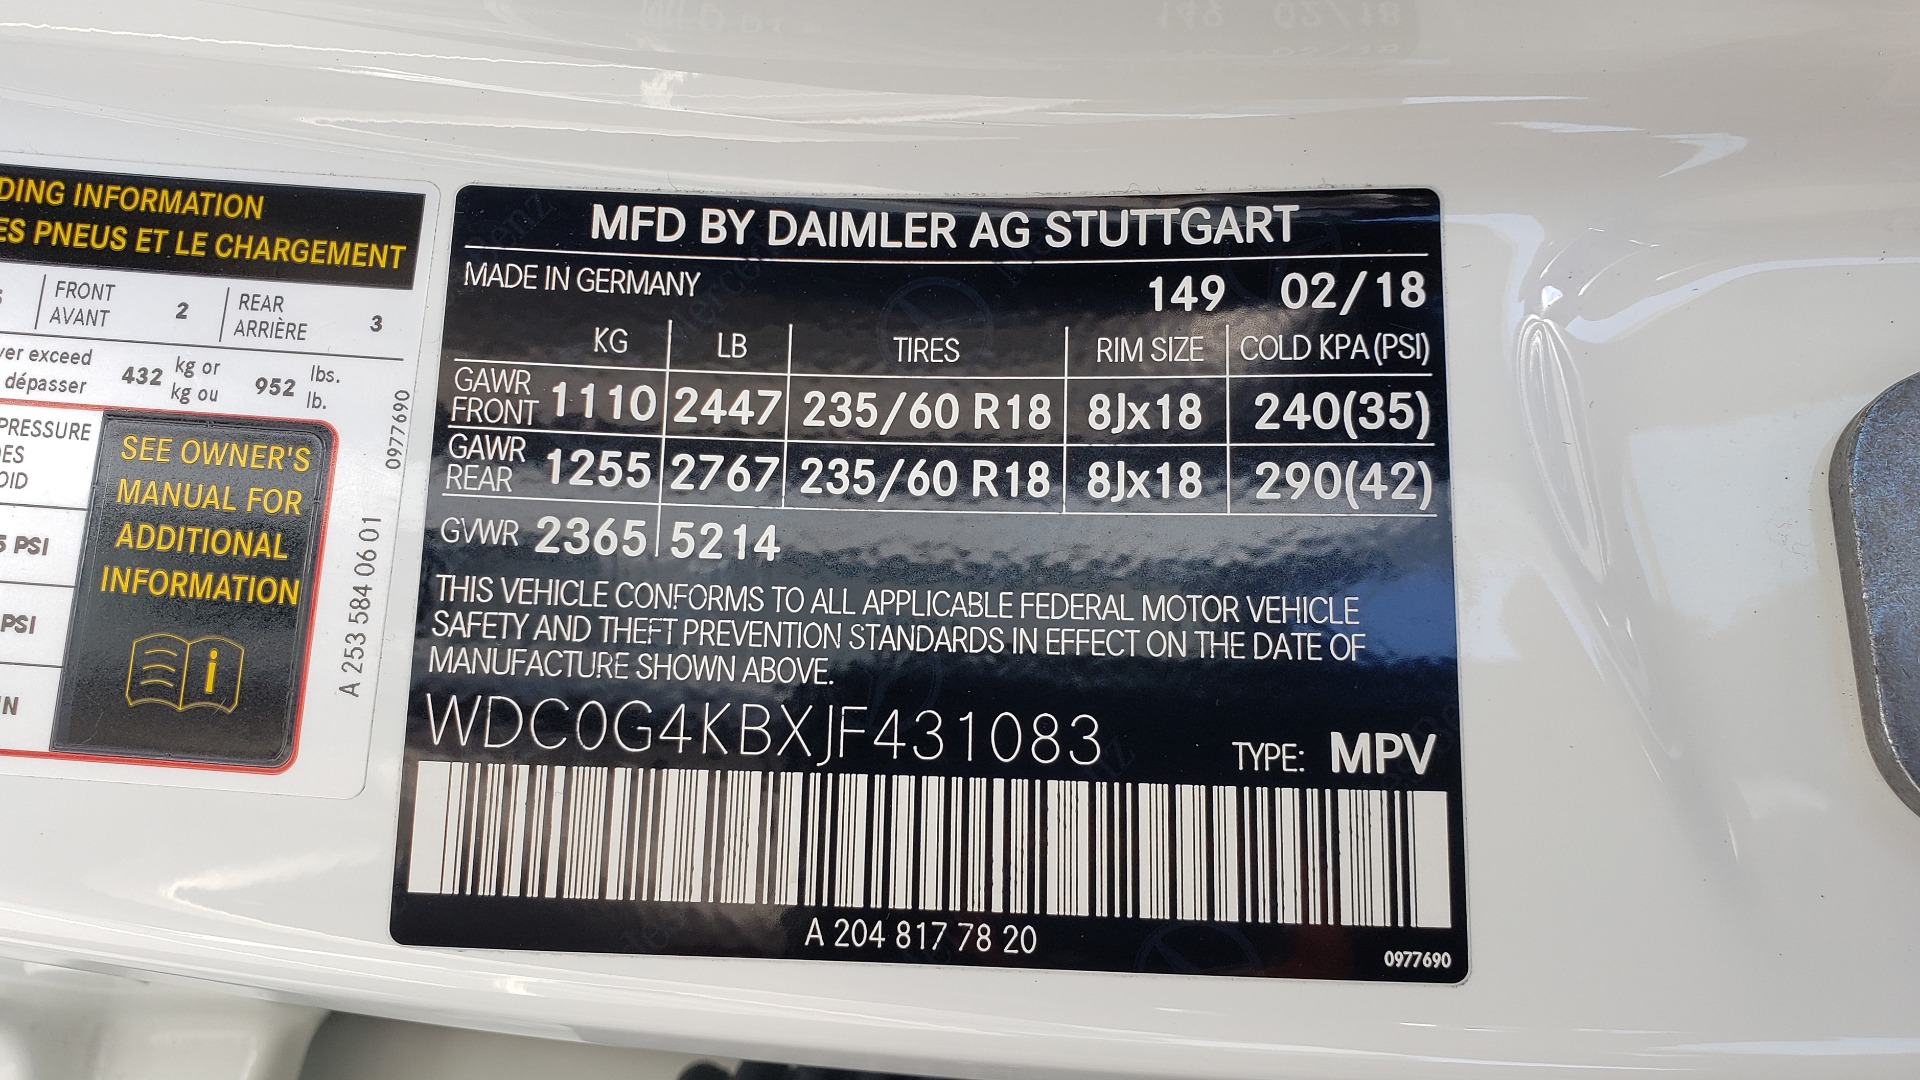 DING INFORMATION
ES PNEUS ET LE CHARGEMENT
FRONT
AVANT
2
REAR
ARRIÈRE
3
ver exceed
dépasser
432
kg or
kg ou
952
lbs.
lb.
PRESSURE
DES
OID
5 PSI
PSI
N
SEE OWNER'S
MANUAL FOR
ADDITIONAL
INFORMATION
i
0977690
A 253 584 06 01
MFD BY DAIMLER AG STUTTGART
MADE IN GERMANY 149 02/18
KG LB TIRES RIM SIZE COLD KPA (PSI)
GAWR
FRONT 1110 2447 235/60 R18 8Jx18 240(35)
GAWR
REAR 1255 2767 235/60 R18 8Jx18 290(42)
GVWR 2365 5214
THIS VEHICLE CONFORMS TO ALL APPLICABLE FEDERAL MOTOR VEHICLE
SAFETY AND THEFT PREVENTION STANDARDS IN EFFECT ON THE DATE OF
MANUFACTURE SHOWN ABOVE.
WDC0G4KBXJF431083 TYPE: MPV
A 204 817 78 20
0977690